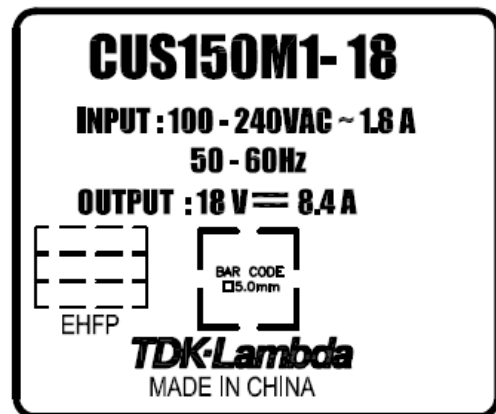 CUS150M1-18
INPUT : 100 - 240VAC ~ 1.8 A
50 - 60Hz
OUTPUT : 18 V ⎓ 8.4 A
BAR CODE
□5.0mm
EHFP
TDK-Lambda
MADE IN CHINA